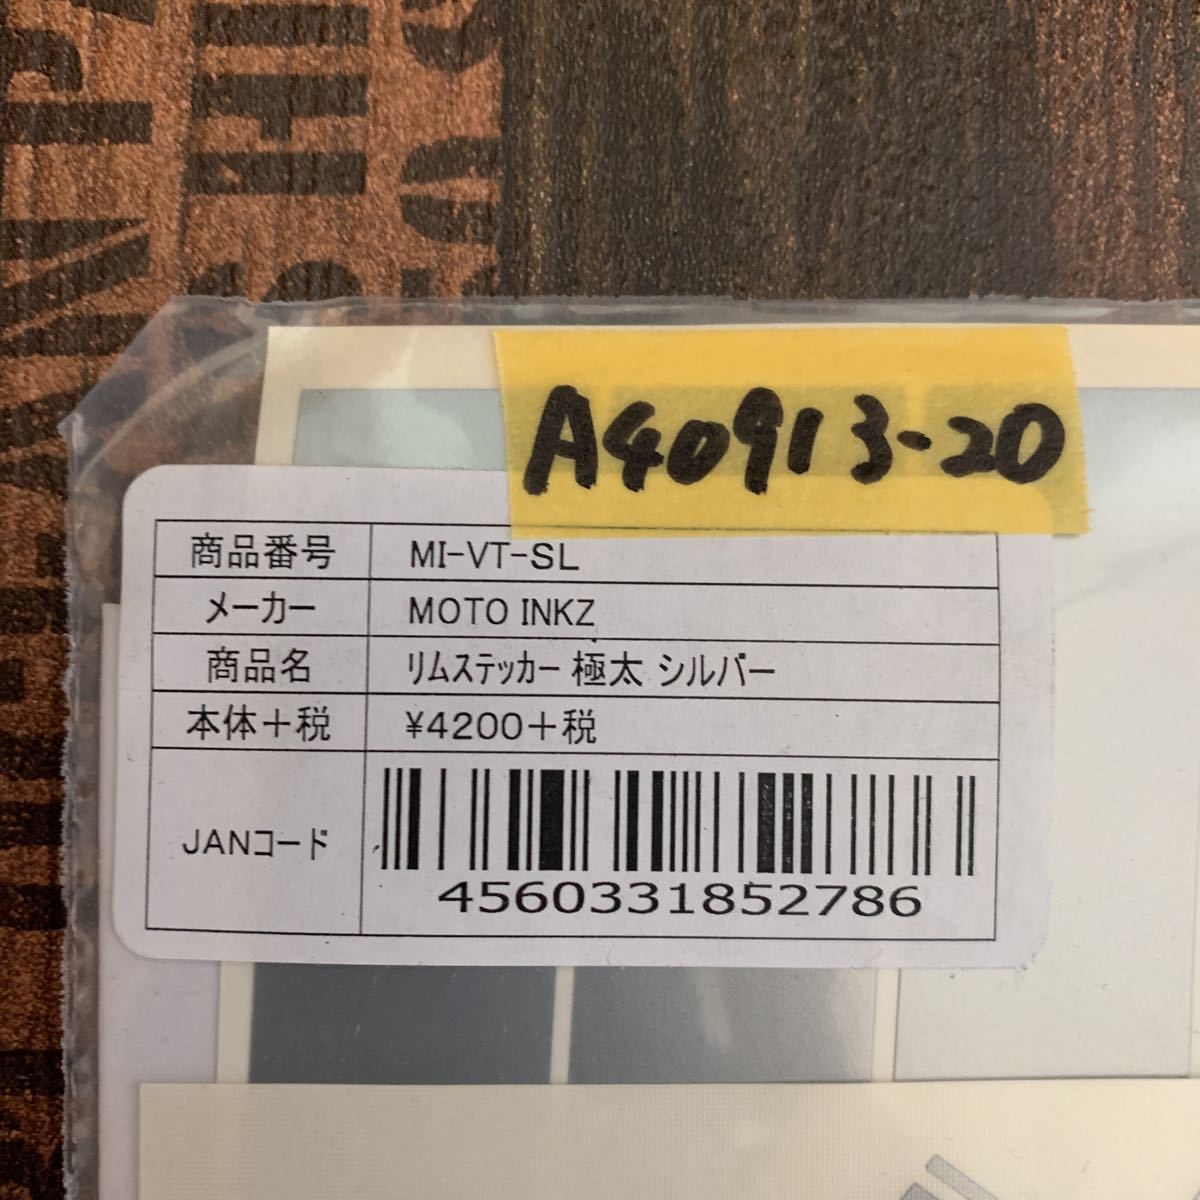 A40913-20
商品番号 MI-VT-SL
メーカー MOTO INKZ
商品名 リムステッカー 極太 シルバー
本体+税 ¥4200+税
JANコード
4560331852786